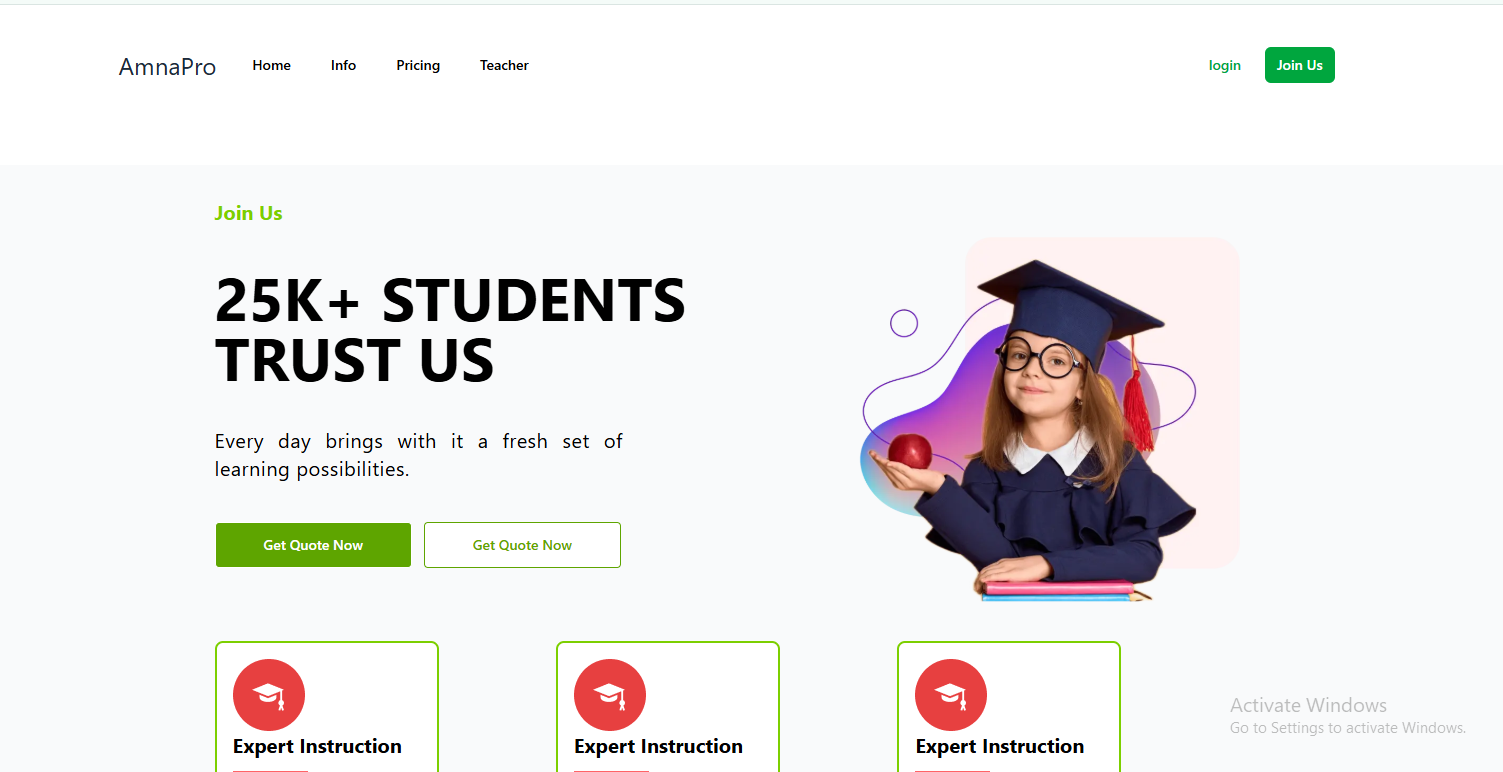 AmnaPro Home Info Pricing Teacher login Join Us
Join Us
25K+ STUDENTS
TRUST US
Every day brings with it a fresh set of
learning possibilities.
Get Quote Now Get Quote Now
Expert Instruction Expert Instruction Expert Instruction
Activate Windows
Go to Settings to activate Windows.